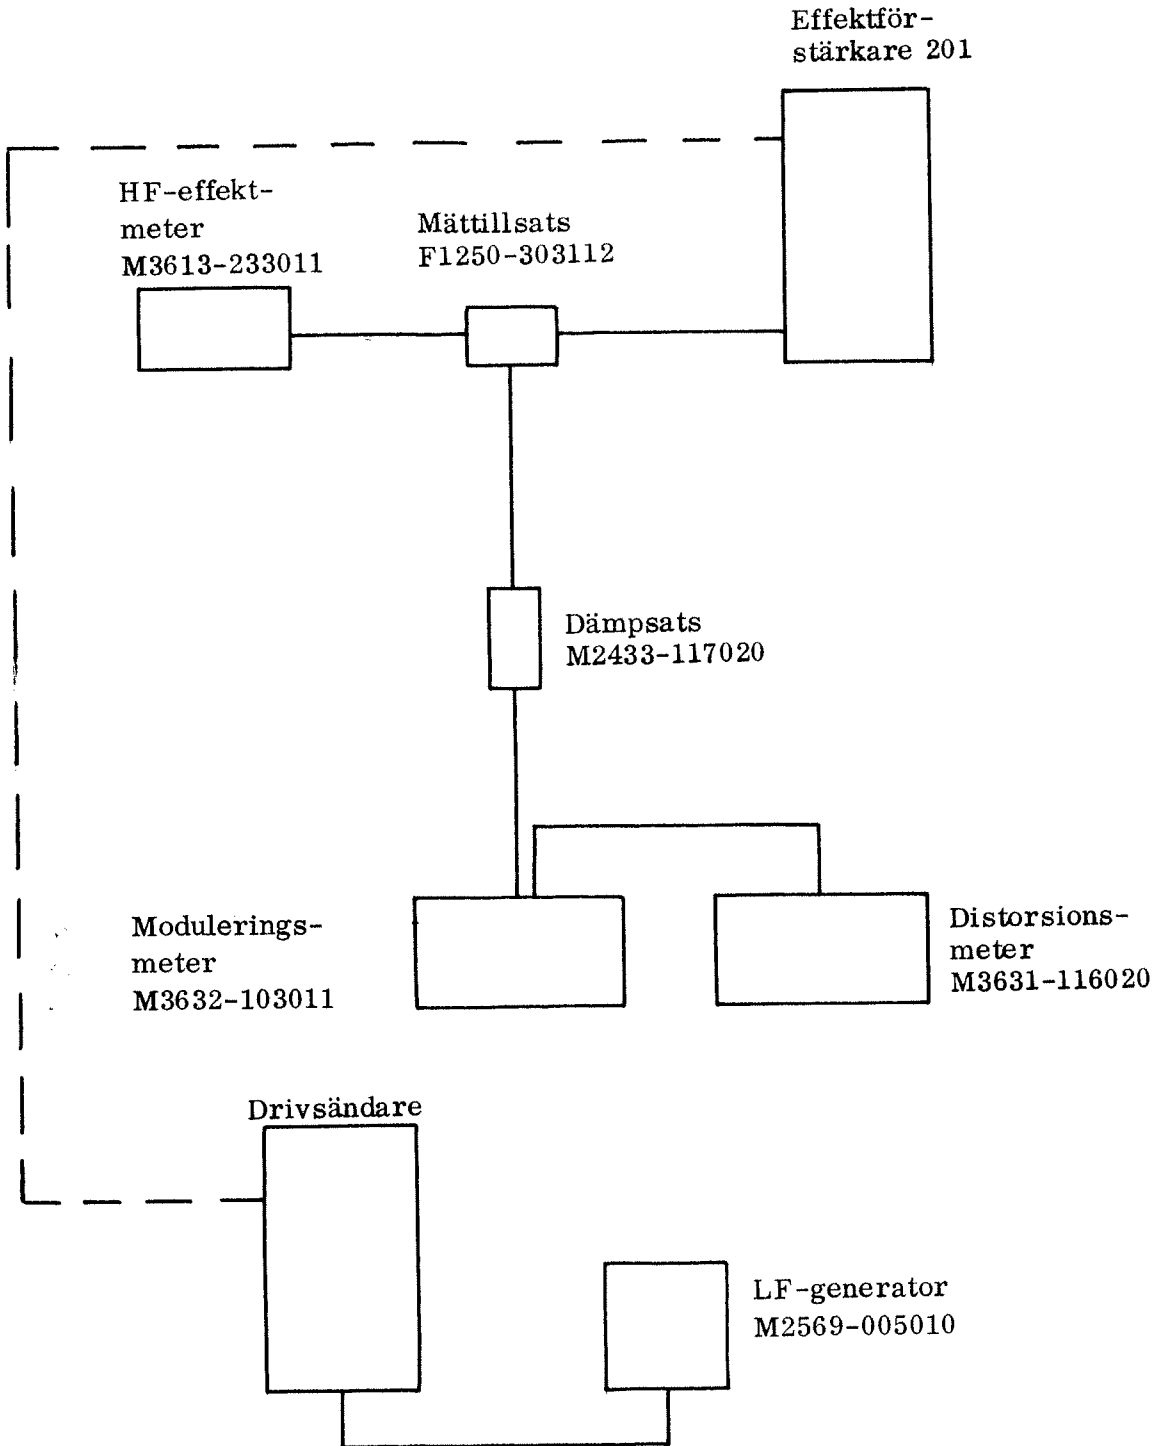 Effektför-
stärkare 201
HF-effekt-
meter
M3613-233011
Mättillsats
F1250-303112
Dämpsats
M2433-117020
Modulerings-
meter
M3632-103011
Distorsions-
meter
M3631-116020
Drivsändare
LF-generator
M2569-005010